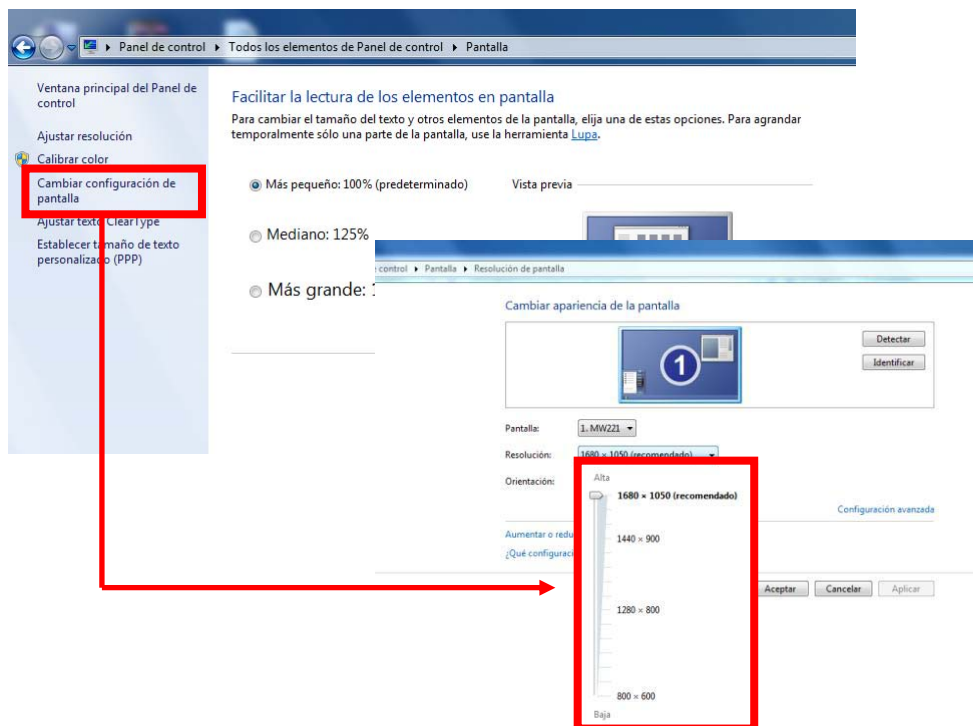 Panel de control ▸ Todos los elementos de Panel de control ▸ Pantalla
Ventana principal del Panel de
control
Ajustar resolución
Calibrar color
Cambiar configuración de
pantalla
Ajustar texto ClearType
Establecer tamaño de texto
personalizado (PPP)
Facilitar la lectura de los elementos en pantalla
Para cambiar el tamaño del texto y otros elementos de la pantalla, elija una de estas opciones. Para agrandar
temporalmente sólo una parte de la pantalla, use la herramienta Lupa.
Más pequeño: 100% (predeterminado)
Vista previa
Mediano: 125%
Más grande:
control ▸ Pantalla ▸ Resolución de pantalla
Cambiar apariencia de la pantalla
1
Detectar
Identificar
Pantalla:
1. MW221
Resolución:
1680 × 1050 (recomendado)
Orientación:
Alta
1680 × 1050 (recomendado)
1440 × 900
1280 × 800
800 × 600
Baja
Configuración avanzada
Aumentar o redu
¿Qué configuraci
Aceptar
Cancelar
Aplicar